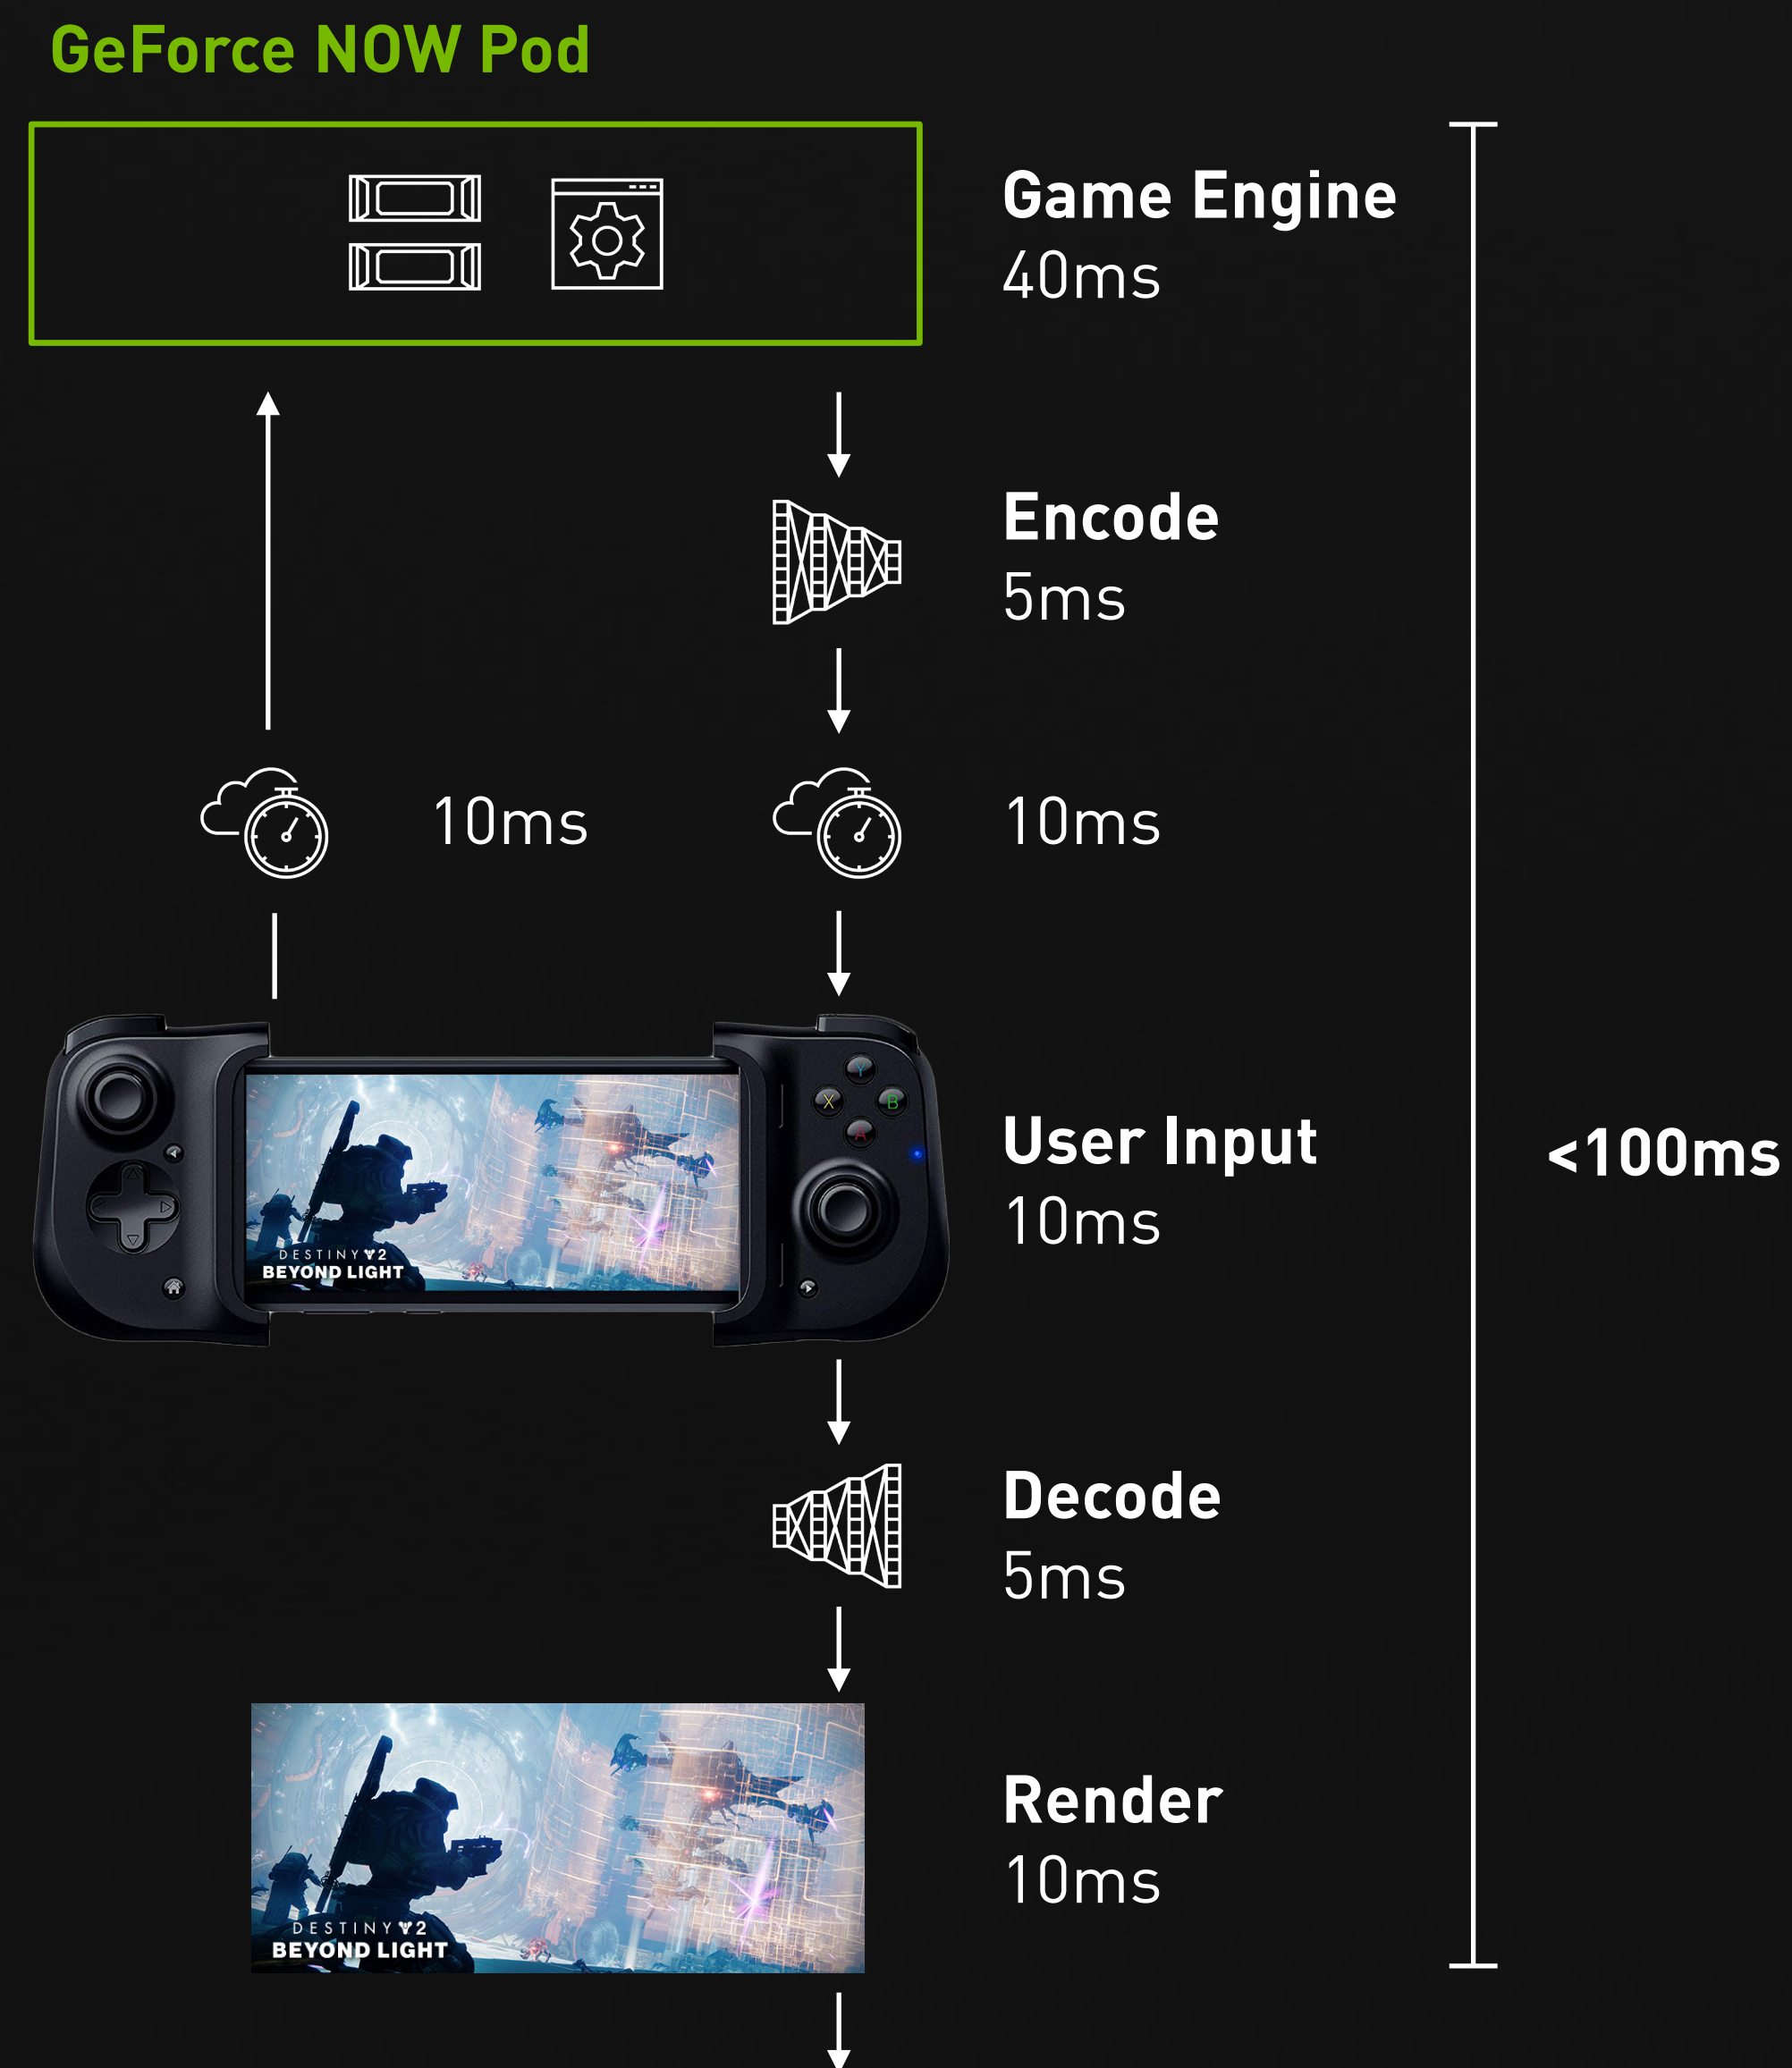 GeForce NOW Pod
Game Engine
40ms
Encode
5ms
10ms
10ms
Y
X
B
A
DESTINY 2
BEYOND LIGHT
User Input
10ms
<100ms
Decode
5ms
DESTINY 2
BEYOND LIGHT
Render
10ms